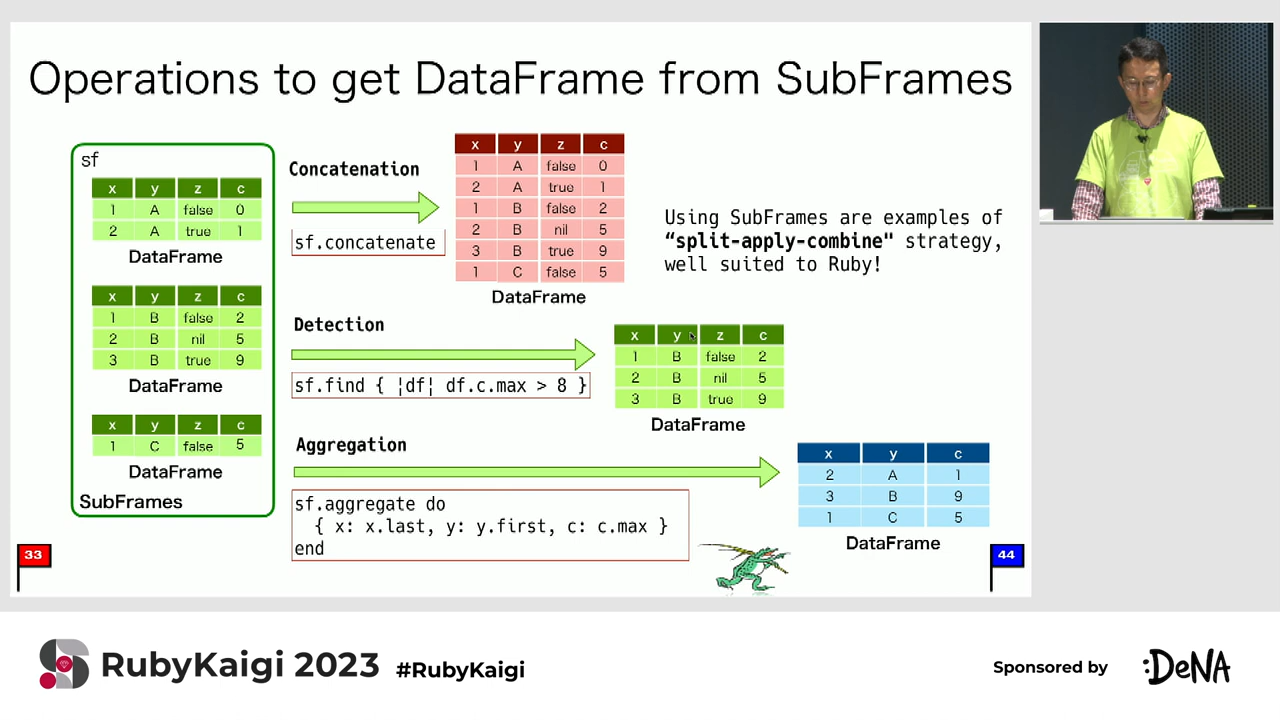 Operations to get DataFrame from SubFrames
sf
x y z c
1 A false 0
2 A true 1
DataFrame
x y z c
1 B false 2
2 B nil 5
3 B true 9
DataFrame
x y z c
1 C false 5
DataFrame
SubFrames
Concatenation
sf.concatenate
x y z c
1 A false 0
2 A true 1
1 B false 2
2 B nil 5
3 B true 9
1 C false 5
DataFrame
Using SubFrames are examples of
“split-apply-combine" strategy,
well suited to Ruby!
Detection
sf.find { |df| df.c.max > 8 }
x y z c
1 B false 2
2 B nil 5
3 B true 9
DataFrame
Aggregation
sf.aggregate do
{ x: x.last, y: y.first, c: c.max }
end
x y c
2 A 1
3 B 9
1 C 5
DataFrame
33
44
RubyKaigi 2023 #RubyKaigi
Sponsored by :DeNA